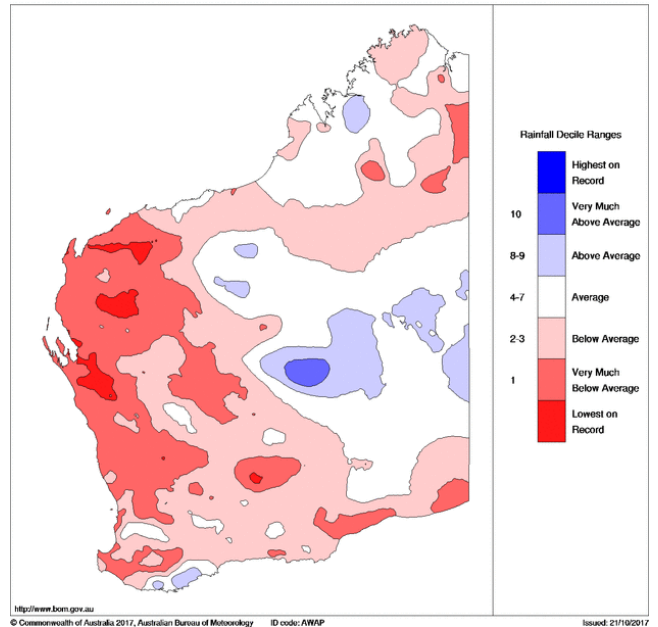 Rainfall Decile Ranges
Highest on
Record
10
Very Much
Above Average
8-9
Above Average
4-7
Average
2-3
Below Average
1
Very Much
Below Average
Lowest on
Record
http://www.bom.gov.au
© Commonwealth of Australia 2017, Australian Bureau of Meteorology ID code: AWAP Issued: 21/10/2017